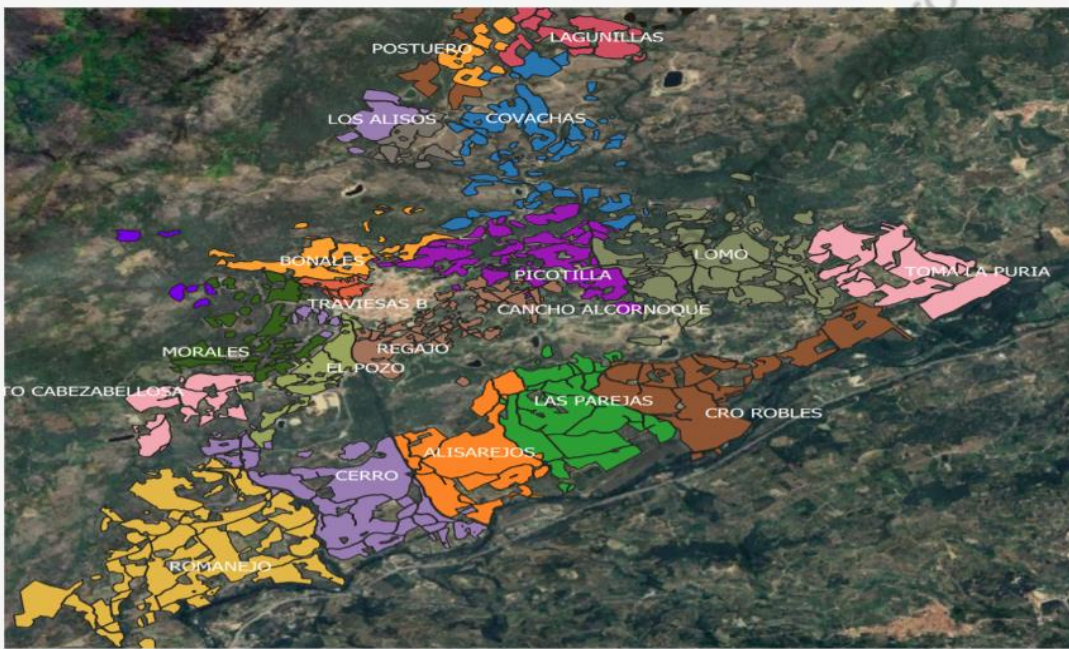 LAGUNILLAS
POSTUERO
LOS ALISOS
COVACHAS
BONALES
LOMO
PICOTILLA
TOMA LA PURIA
TRAVIESAS B
CANCHO ALCORNOQUE
MORALES
REGAJO
EL POZO
TO CABEZABELLOSA
LAS PAREJAS
CRO ROBLES
ALISAREJOS
CERRO
ROMANEJO